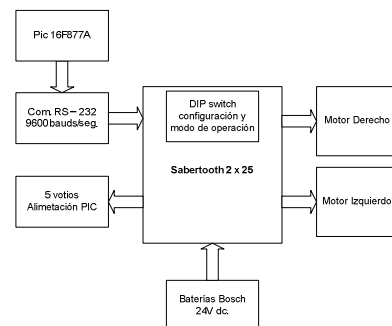 Pic 16F877A
Com. RS-232
9600bauds/seg.
DIP switch
configuración y
modo de operación
Sabertooth 2 x 25
Motor Derecho
5 voltios
Alimetación PIC
Motor Izquierdo
Baterías Bosch
24V dc.